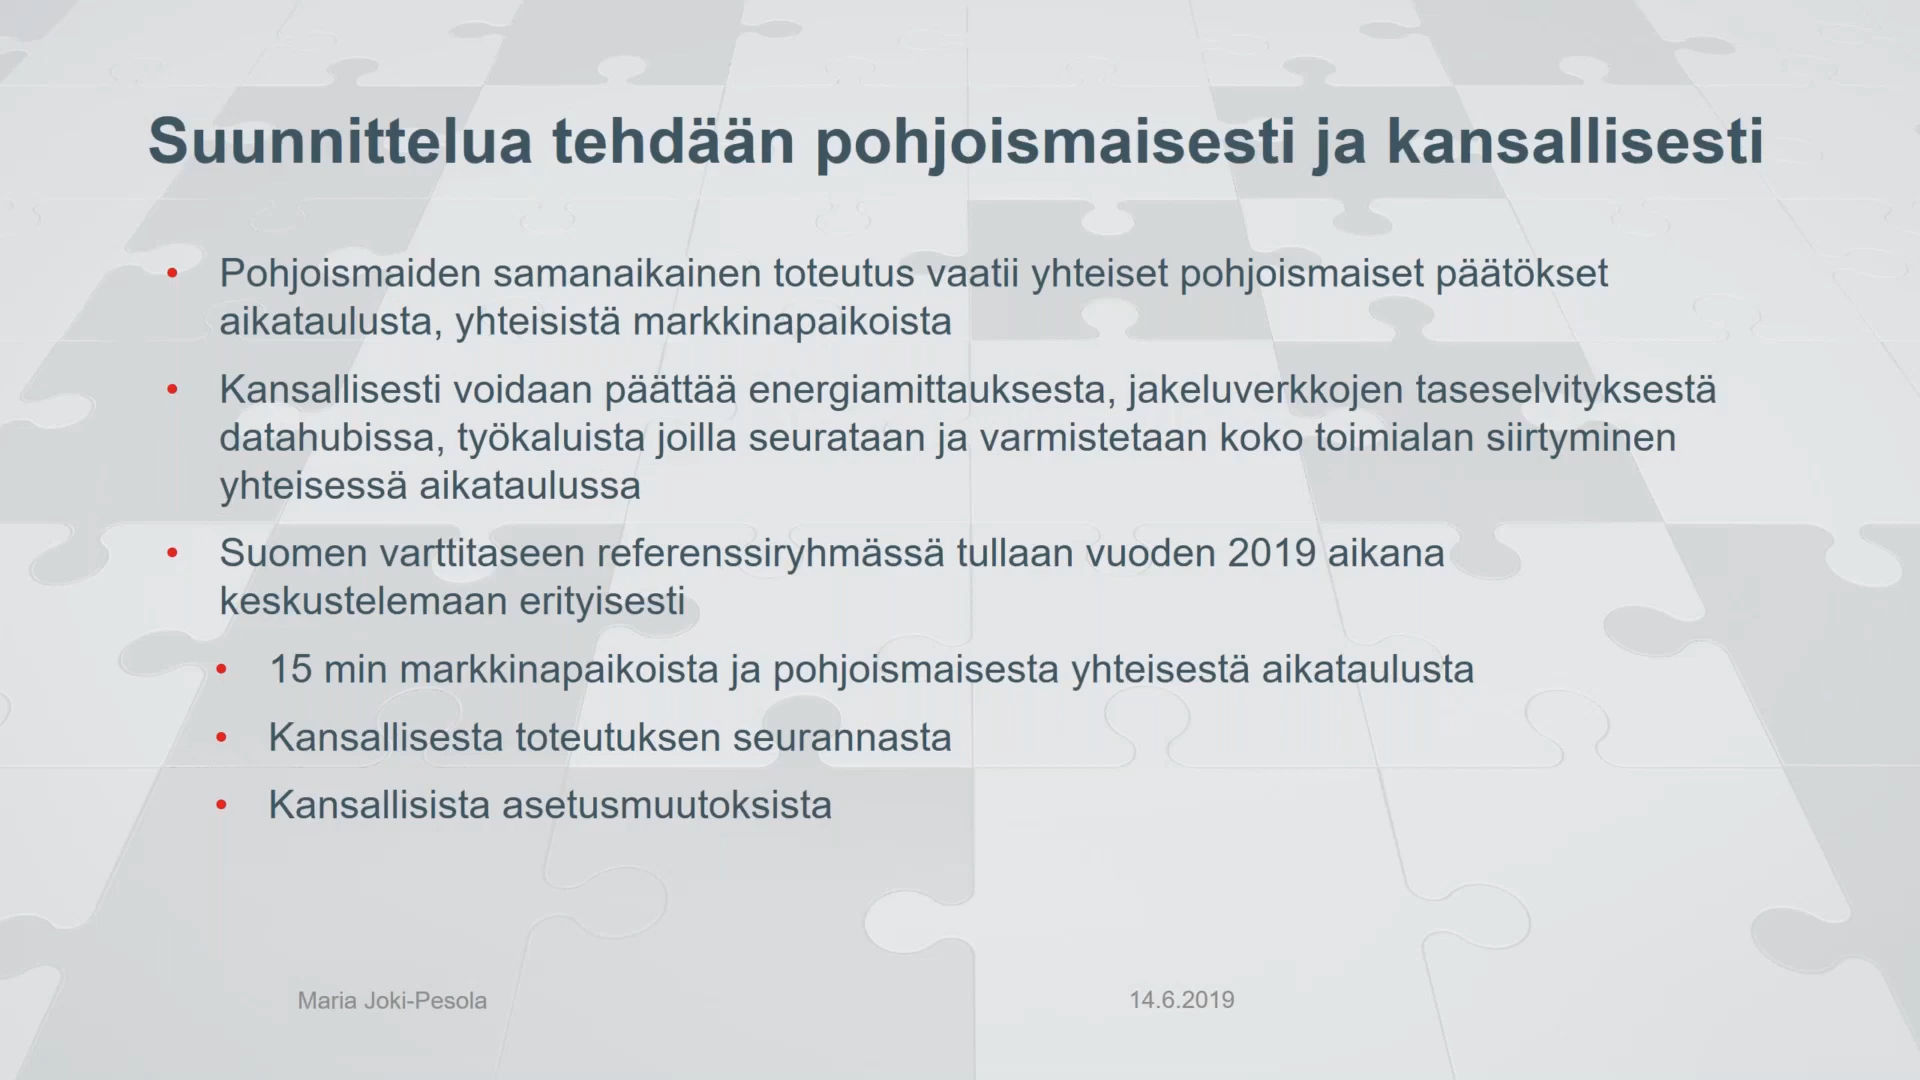 Suunnittelua tehdään pohjoismaisesti ja kansallisesti
• Pohjoismaiden samanaikainen toteutus vaatii yhteiset pohjoismaiset päätökset
aikataulusta, yhteisistä markkinapaikoista
• Kansallisesti voidaan päättää energiamittauksesta, jakeluverkkojen taseselvityksestä
datahubissa, työkaluista joilla seurataan ja varmistetaan koko toimialan siirtyminen
yhteisessä aikataulussa
• Suomen varttitaseen referenssiryhmässä tullaan vuoden 2019 aikana
keskustelemaan erityisesti
• 15 min markkinapaikoista ja pohjoismaisesta yhteisestä aikataulusta
• Kansallisesta toteutuksen seurannasta
• Kansallisista asetusmuutoksista
Maria Joki-Pesola
14.6.2019